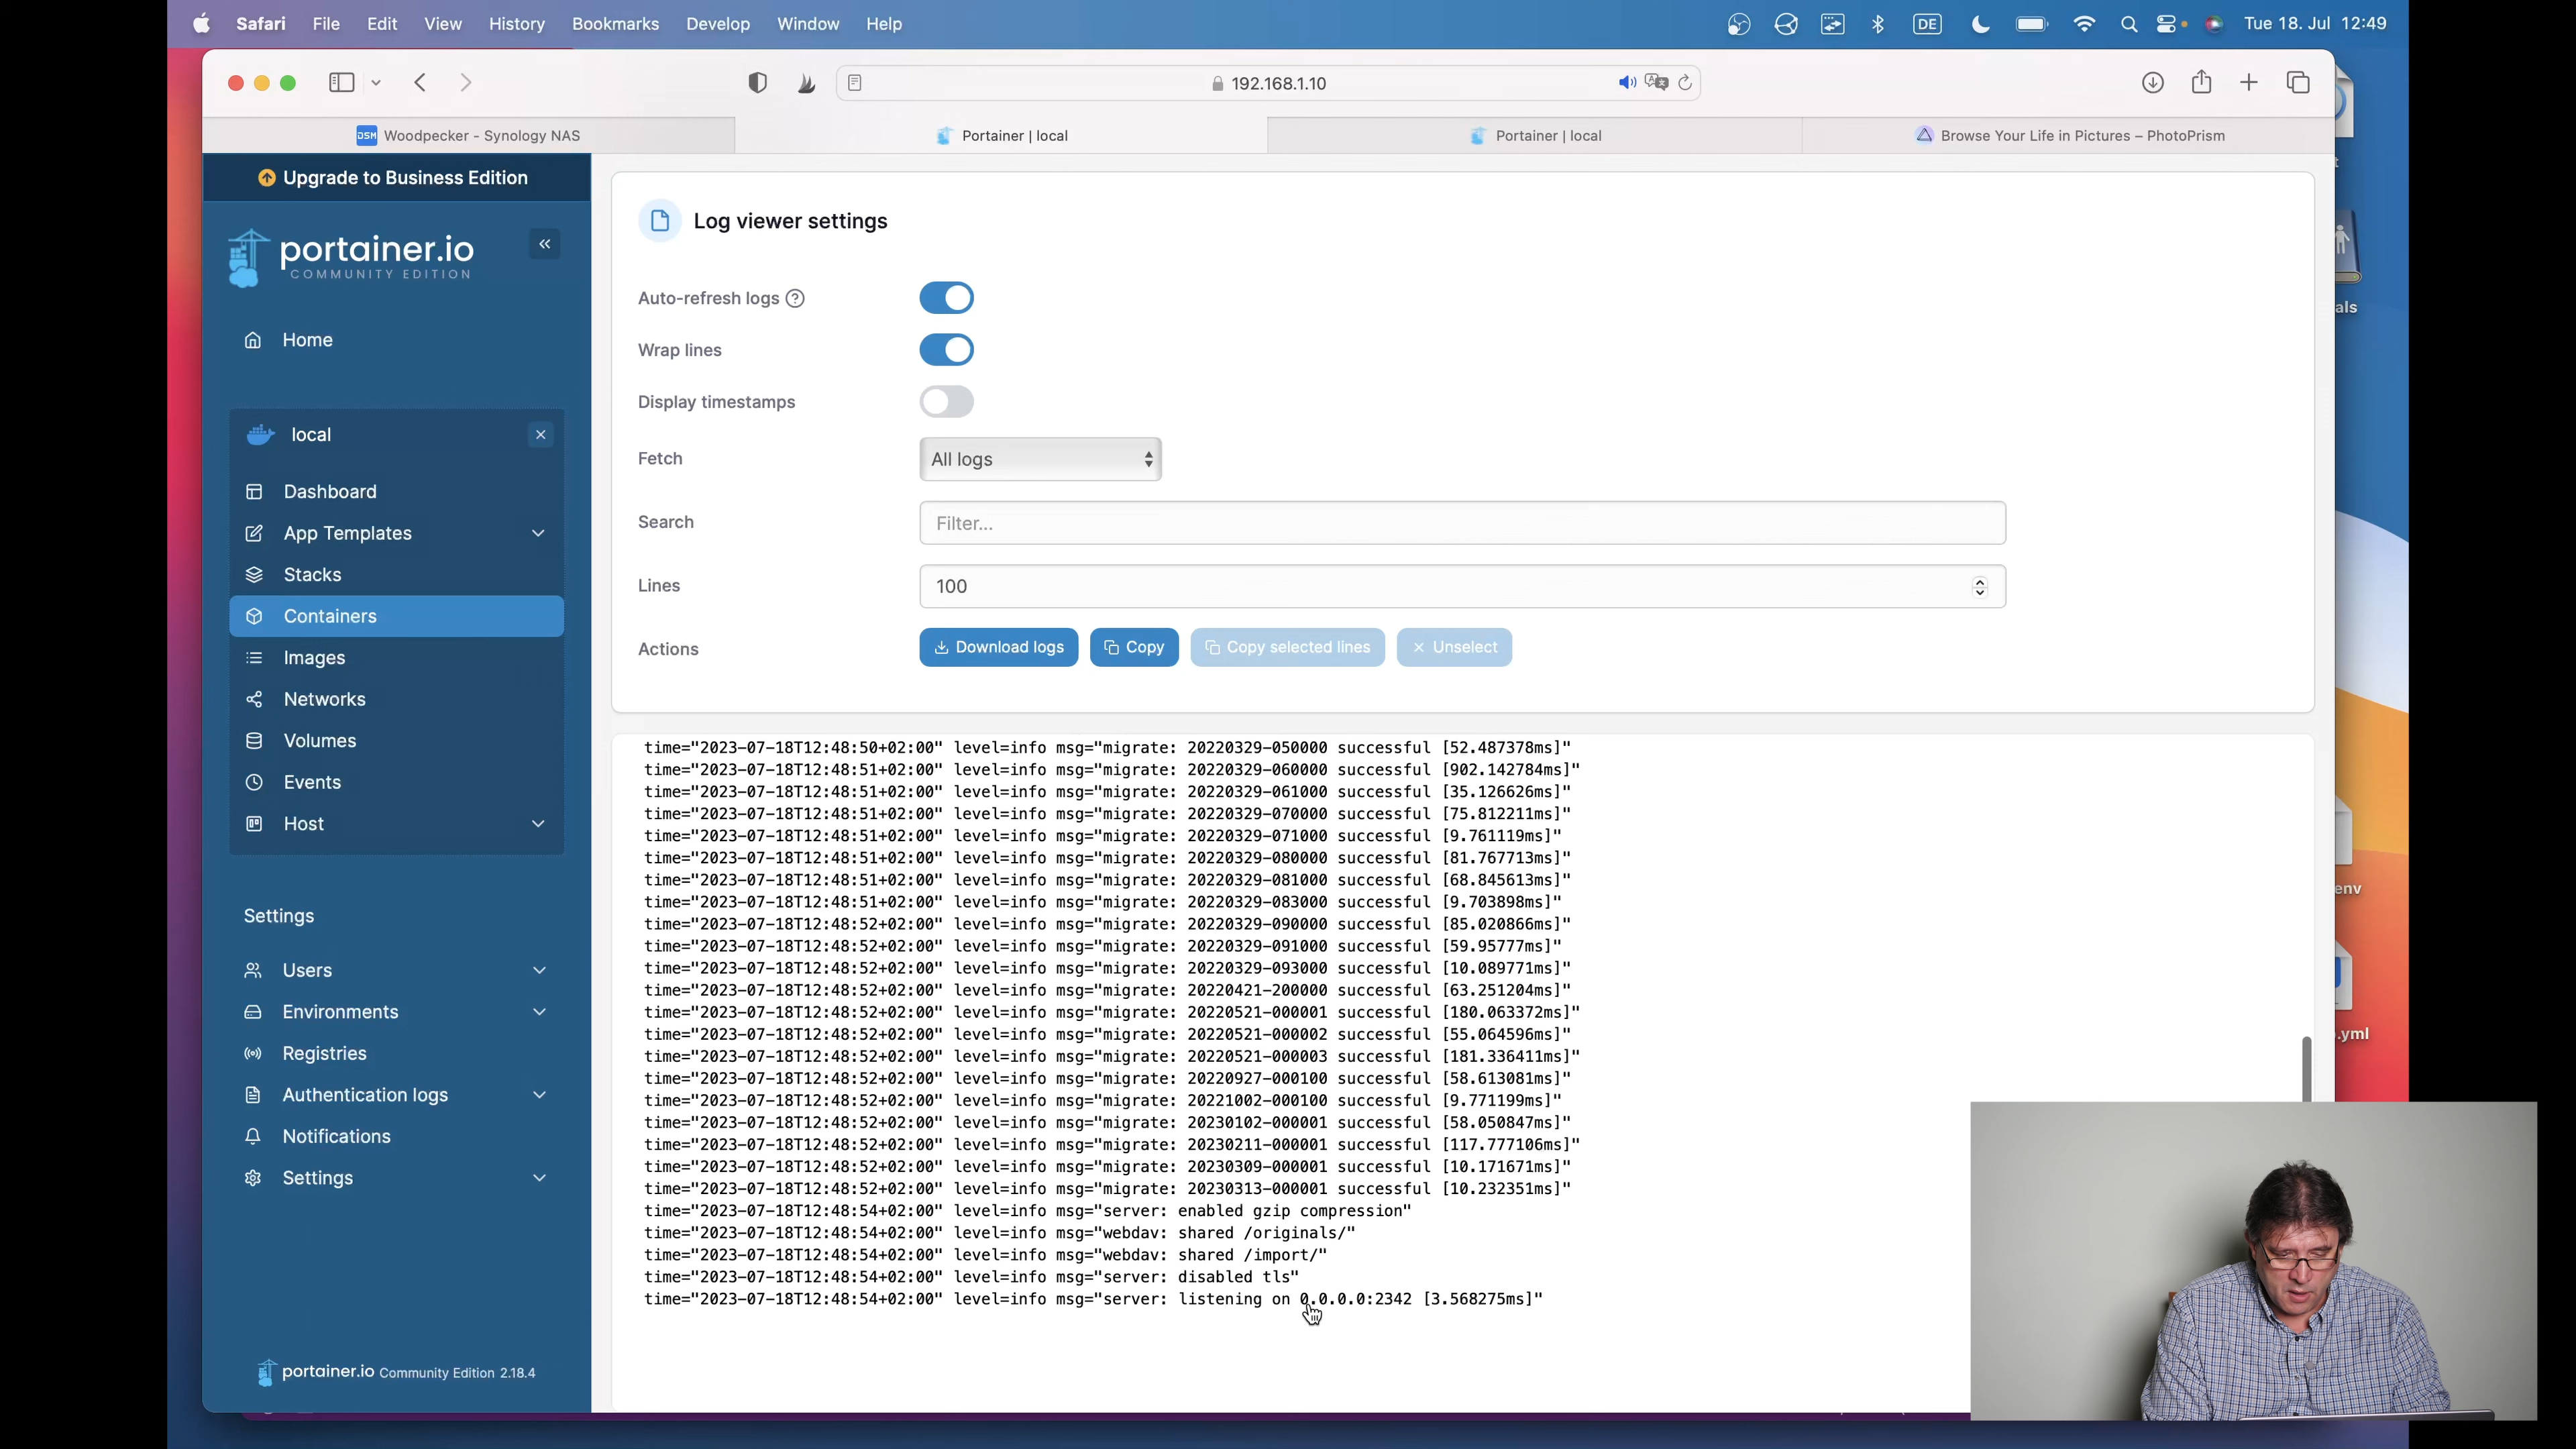 Safari File Edit View History Bookmarks Develop Window Help DE Tue 18. Jul 12:49
192.168.1.10
DSM Woodpecker - Synology NAS
Portainer | local
Portainer | local
Browse Your Life in Pictures – PhotoPrism
Upgrade to Business Edition
portainer.io
COMMUNITY EDITION
Home
local
Dashboard
App Templates
Stacks
Containers
Images
Networks
Volumes
Events
Host
Settings
Users
Environments
Registries
Authentication logs
Notifications
Settings
portainer.io Community Edition 2.18.4
Log viewer settings
Auto-refresh logs
Wrap lines
Display timestamps
Fetch All logs
Search Filter...
Lines 100
Actions Download logs Copy Copy selected lines Unselect
time="2023-07-18T12:48:50+02:00" level=info msg="migrate: 20220329-050000 successful [52.487378ms]"
time="2023-07-18T12:48:51+02:00" level=info msg="migrate: 20220329-060000 successful [902.142784ms]"
time="2023-07-18T12:48:51+02:00" level=info msg="migrate: 20220329-061000 successful [35.126626ms]"
time="2023-07-18T12:48:51+02:00" level=info msg="migrate: 20220329-070000 successful [75.812211ms]"
time="2023-07-18T12:48:51+02:00" level=info msg="migrate: 20220329-071000 successful [9.761119ms]"
time="2023-07-18T12:48:51+02:00" level=info msg="migrate: 20220329-080000 successful [81.767713ms]"
time="2023-07-18T12:48:51+02:00" level=info msg="migrate: 20220329-081000 successful [68.845613ms]"
time="2023-07-18T12:48:51+02:00" level=info msg="migrate: 20220329-083000 successful [9.703898ms]"
time="2023-07-18T12:48:52+02:00" level=info msg="migrate: 20220329-090000 successful [85.020866ms]"
time="2023-07-18T12:48:52+02:00" level=info msg="migrate: 20220329-091000 successful [59.95777ms]"
time="2023-07-18T12:48:52+02:00" level=info msg="migrate: 20220329-093000 successful [10.089771ms]"
time="2023-07-18T12:48:52+02:00" level=info msg="migrate: 20220421-200000 successful [63.251204ms]"
time="2023-07-18T12:48:52+02:00" level=info msg="migrate: 20220521-000001 successful [180.063372ms]"
time="2023-07-18T12:48:52+02:00" level=info msg="migrate: 20220521-000002 successful [55.064596ms]"
time="2023-07-18T12:48:52+02:00" level=info msg="migrate: 20220521-000003 successful [181.336411ms]"
time="2023-07-18T12:48:52+02:00" level=info msg="migrate: 20220927-000100 successful [58.613081ms]"
time="2023-07-18T12:48:52+02:00" level=info msg="migrate: 20221002-000100 successful [9.771199ms]"
time="2023-07-18T12:48:52+02:00" level=info msg="migrate: 20230102-000001 successful [58.050847ms]"
time="2023-07-18T12:48:52+02:00" level=info msg="migrate: 20230211-000001 successful [117.777106ms]"
time="2023-07-18T12:48:52+02:00" level=info msg="migrate: 20230309-000001 successful [10.171671ms]"
time="2023-07-18T12:48:52+02:00" level=info msg="migrate: 20230313-000001 successful [10.232351ms]"
time="2023-07-18T12:48:54+02:00" level=info msg="server: enabled gzip compression"
time="2023-07-18T12:48:54+02:00" level=info msg="webdav: shared /originals/"
time="2023-07-18T12:48:54+02:00" level=info msg="webdav: shared /import/"
time="2023-07-18T12:48:54+02:00" level=info msg="server: disabled tls"
time="2023-07-18T12:48:54+02:00" level=info msg="server: listening on 0.0.0.0:2342 [3.568275ms]"
als
env
.yml